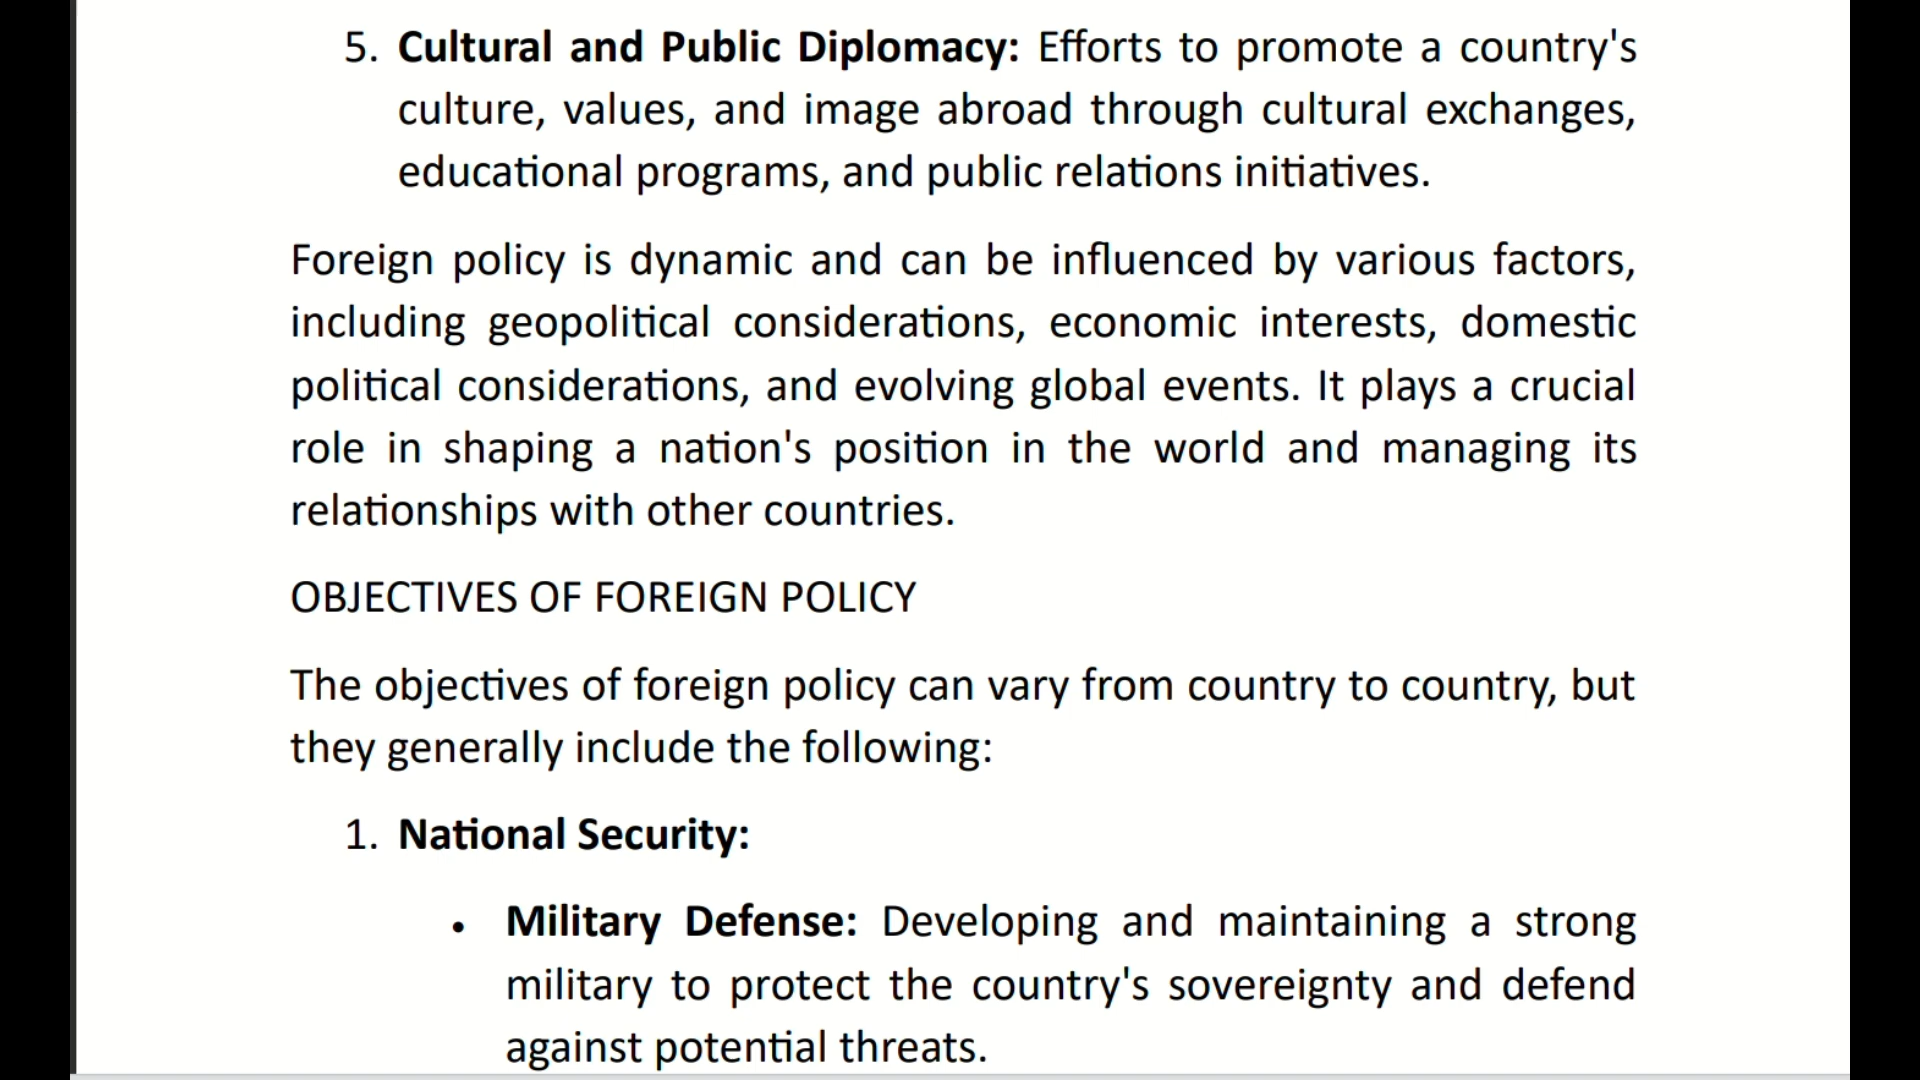 5. Cultural and Public Diplomacy: Efforts to promote a country's
culture, values, and image abroad through cultural exchanges,
educational programs, and public relations initiatives.
Foreign policy is dynamic and can be influenced by various factors,
including geopolitical considerations, economic interests, domestic
political considerations, and evolving global events. It plays a crucial
role in shaping a nation's position in the world and managing its
relationships with other countries.
OBJECTIVES OF FOREIGN POLICY
The objectives of foreign policy can vary from country to country, but
they generally include the following:
1. National Security:
• Military Defense: Developing and maintaining a strong
military to protect the country's sovereignty and defend
against potential threats.